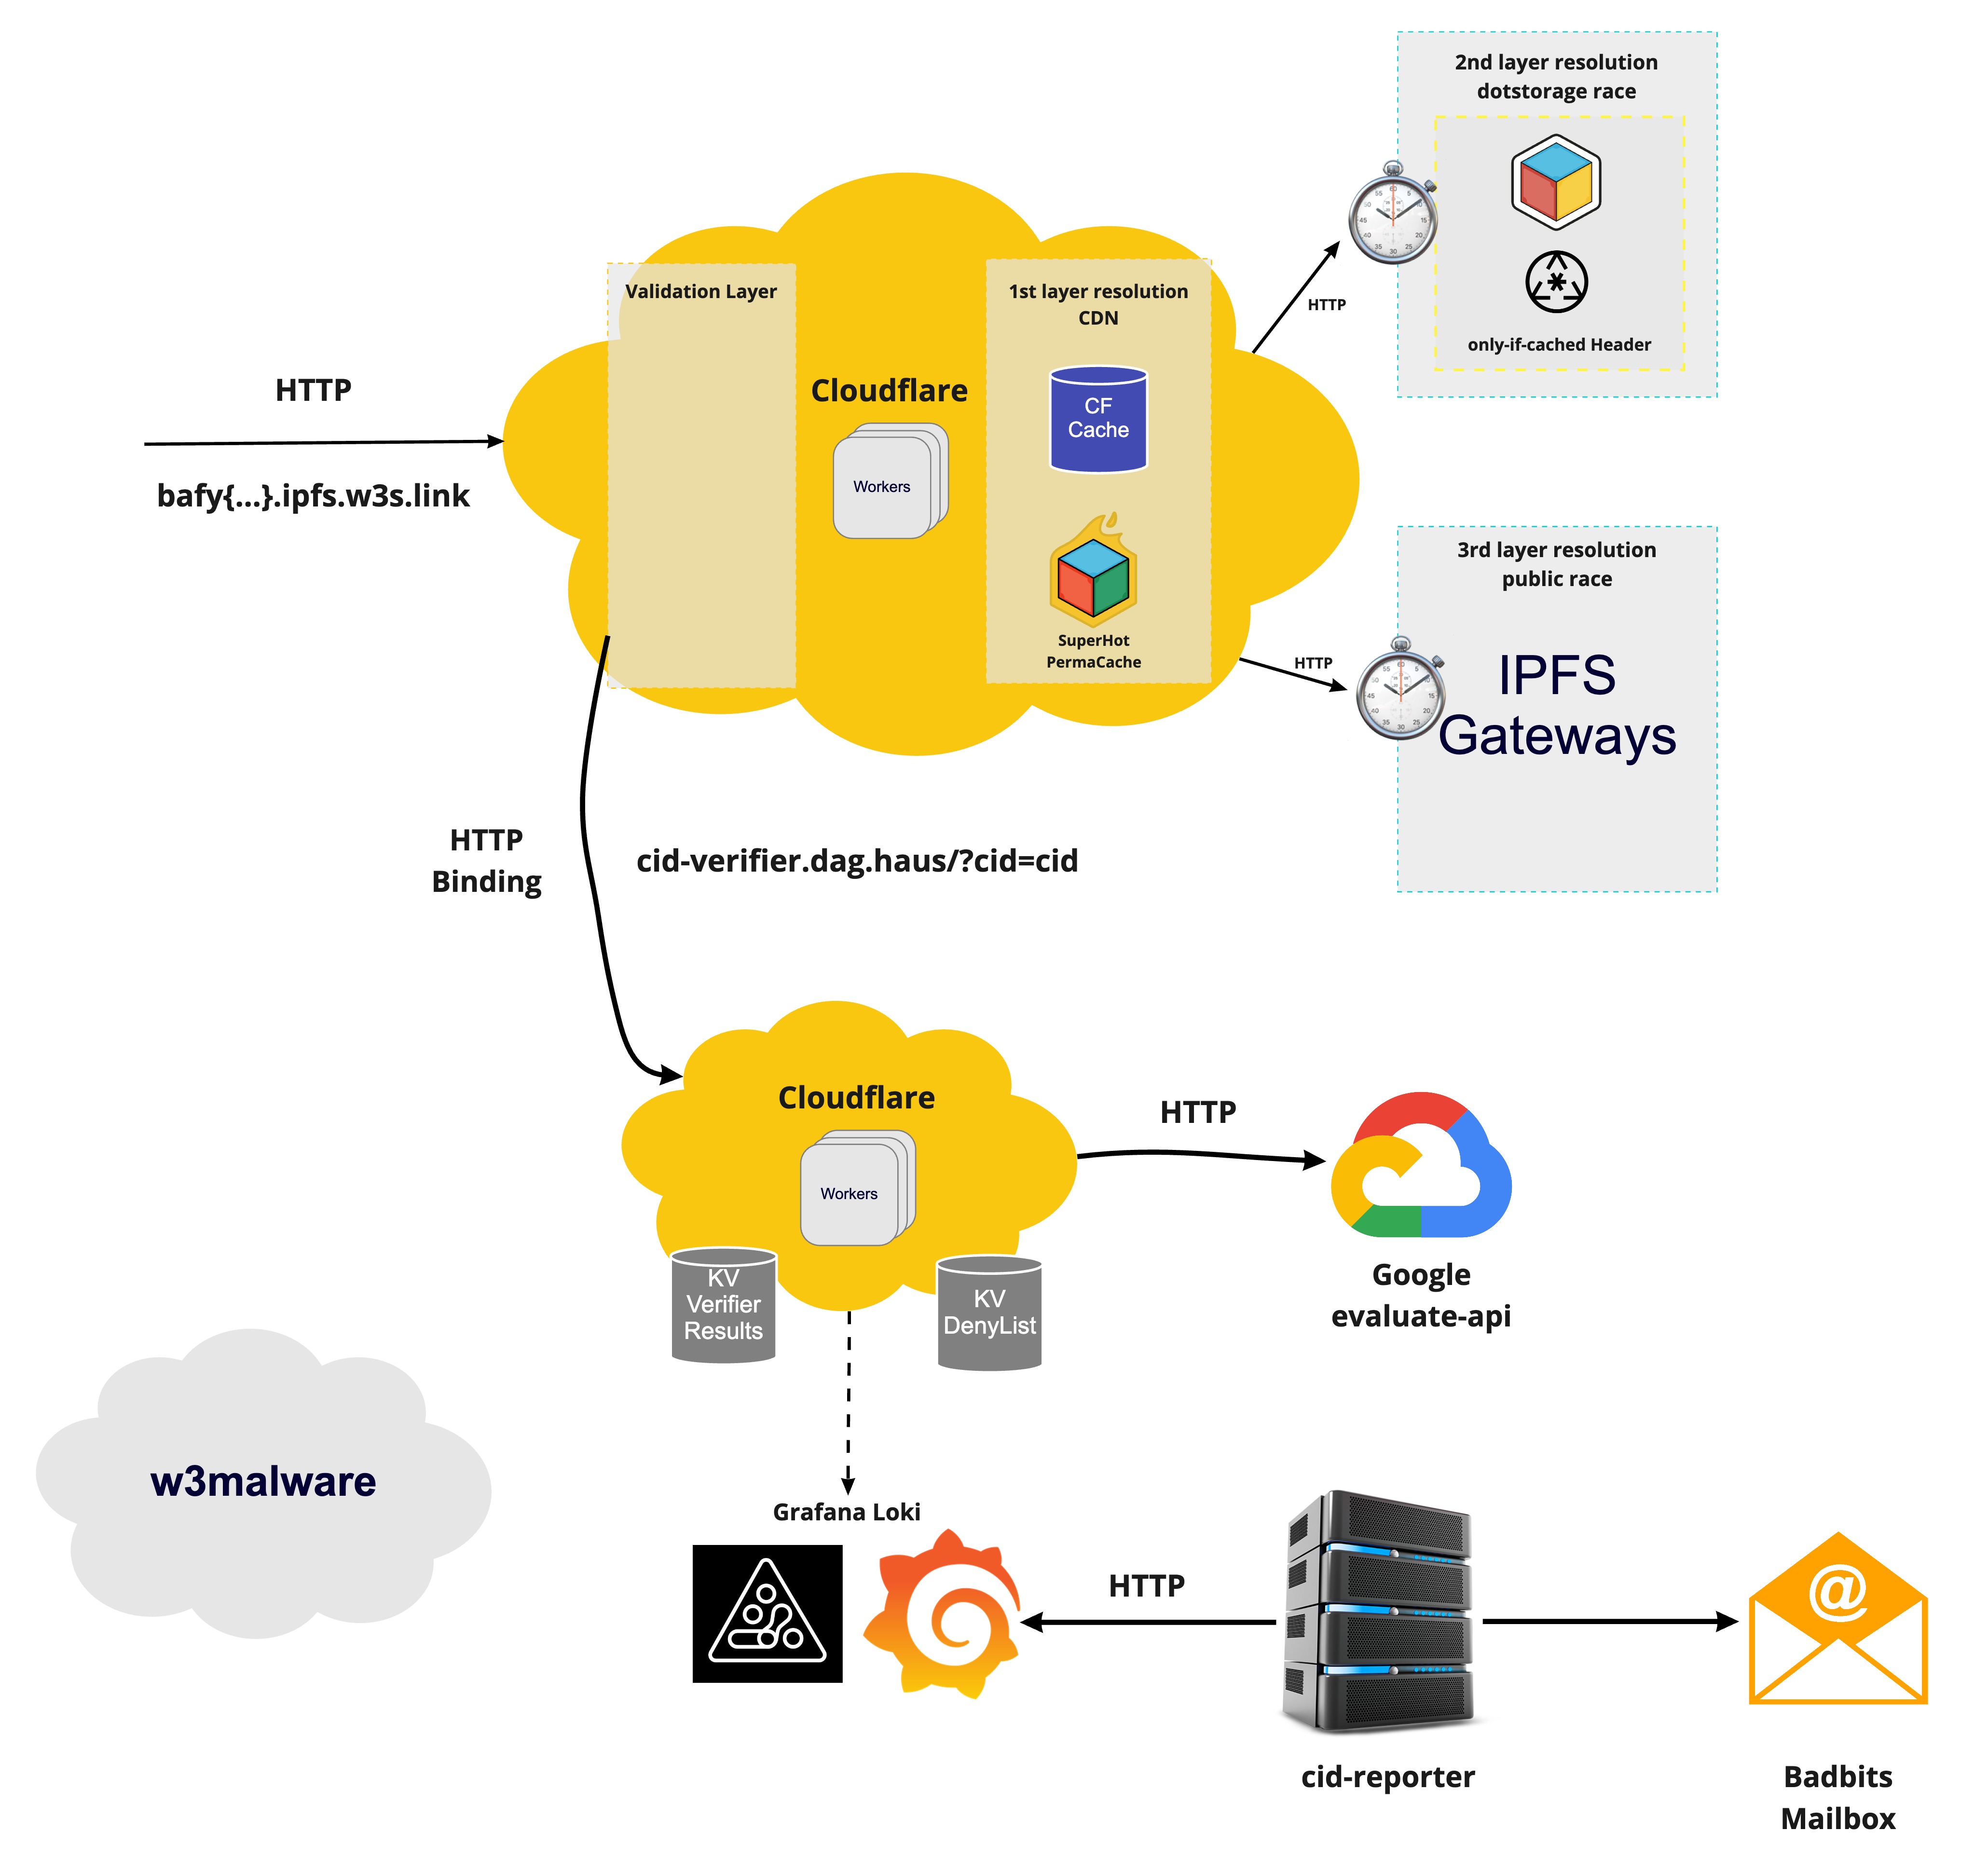 2nd layer resolution
dotstorage race
only-if-cached Header
HTTP
Validation Layer
1st layer resolution
CDN
Cloudflare
CF
Cache
Workers
SuperHot
PermaCache
HTTP
bafy{...}.ipfs.w3s.link
3rd layer resolution
public race
HTTP
IPFS
Gateways
HTTP
Binding
cid-verifier.dag.haus/?cid=cid
Cloudflare
Workers
HTTP
KV
Verifier
Results
KV
DenyList
Google
evaluate-api
w3malware
Grafana Loki
HTTP
@
cid-reporter
Badbits
Mailbox